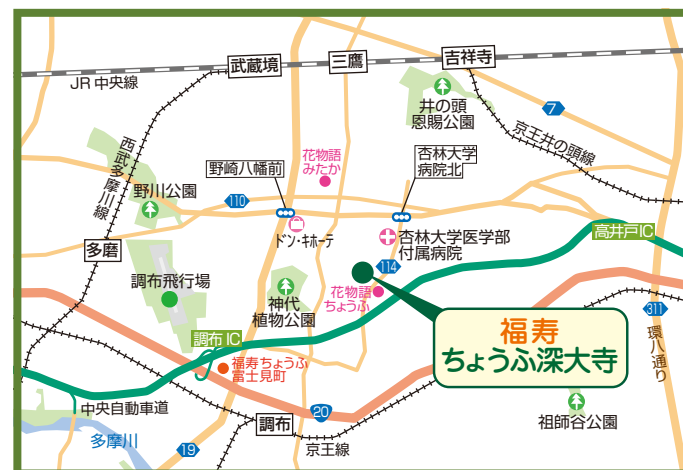 武蔵境
三鷹
吉祥寺
JR中央線
井の頭
恩賜公園
7
京王井の頭線
西武多摩川線
野崎八幡前
花物語
みたか
杏林大学
病院北
野川公園
110
ドン・キホーテ
杏林大学医学部
付属病院
高井戸IC
多磨
調布飛行場
114
神代
植物公園
花物語
ちょうふ
311
環八通り
調布IC
福寿
ちょうふ深大寺
福寿ちょうふ
富士見町
中央自動車道
20
祖師谷公園
調布
多摩川
19
京王線